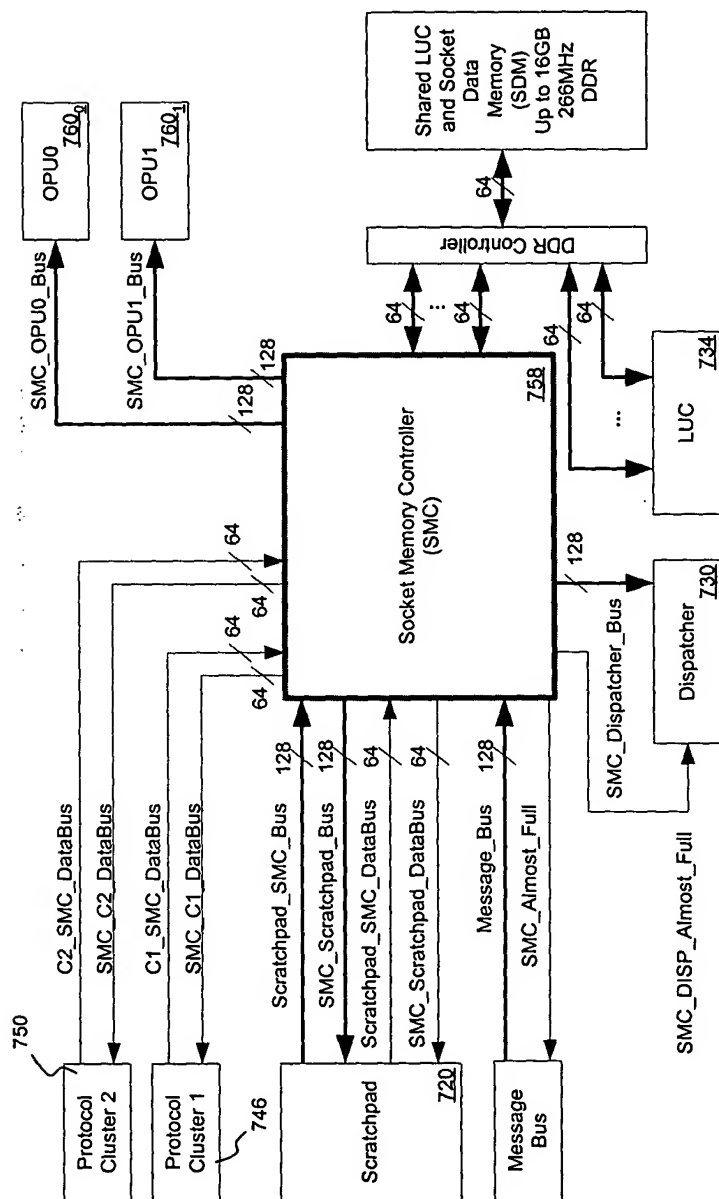 750
Protocol
Cluster 2
C2_SMC_DataBus
SMC_C2_DataBus
64
64
Protocol
Cluster 1
746
C1_SMC_DataBus
SMC_C1_DataBus
64
64
Scratchpad
720
Scratchpad_SMC_Bus
128
SMC_Scratchpad_Bus
128
Scratchpad_SMC_DataBus
64
SMC_Scratchpad_DataBus
64
Message
Bus
Message_Bus
128
SMC_Almost_Full
SMC_DISP_Almost_Full
SMC_Dispatcher_Bus
128
Dispatcher
730
Socket Memory Controller
(SMC)
758
SMC_OPU0_Bus
128
OPU0
760₀
SMC_OPU1_Bus
128
OPU1
760₁
64
...
64
DDR Controller
64
Shared LUC
and Socket
Data
Memory
(SDM)
Up to 16GB
266MHz
DDR
64
64
...
LUC
734